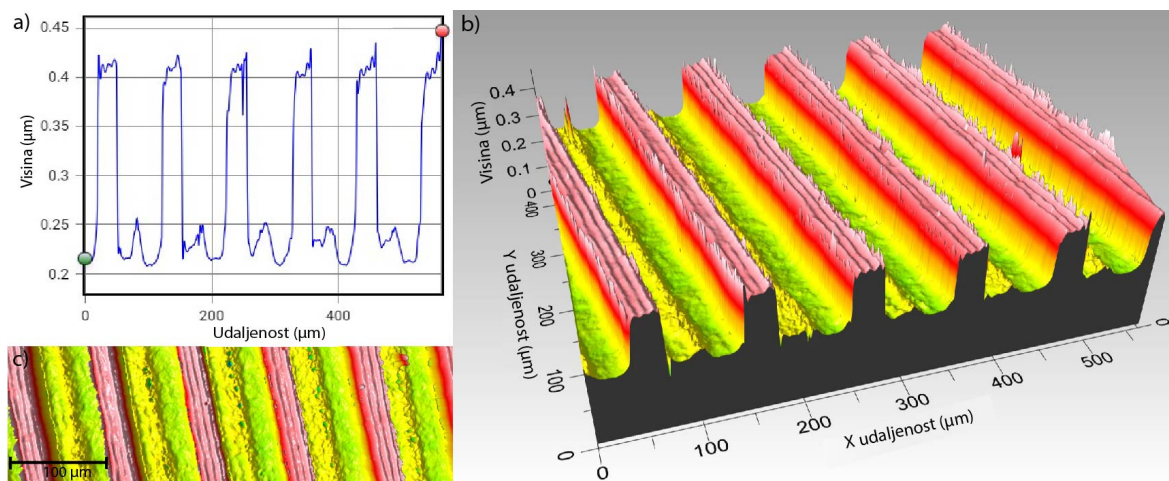 a)
0.45
0.4
0.35
0.3
0.25
0.2
Visina (µm)
0
200
400
Udaljenost (µm)
b)
0.4
0.3
0.2
0.1
0
Visina (µm)
400
300
200
100
0
Y udaljenost (µm)
0
100
200
300
400
500
0
X udaljenost (µm)
c)
100 µm